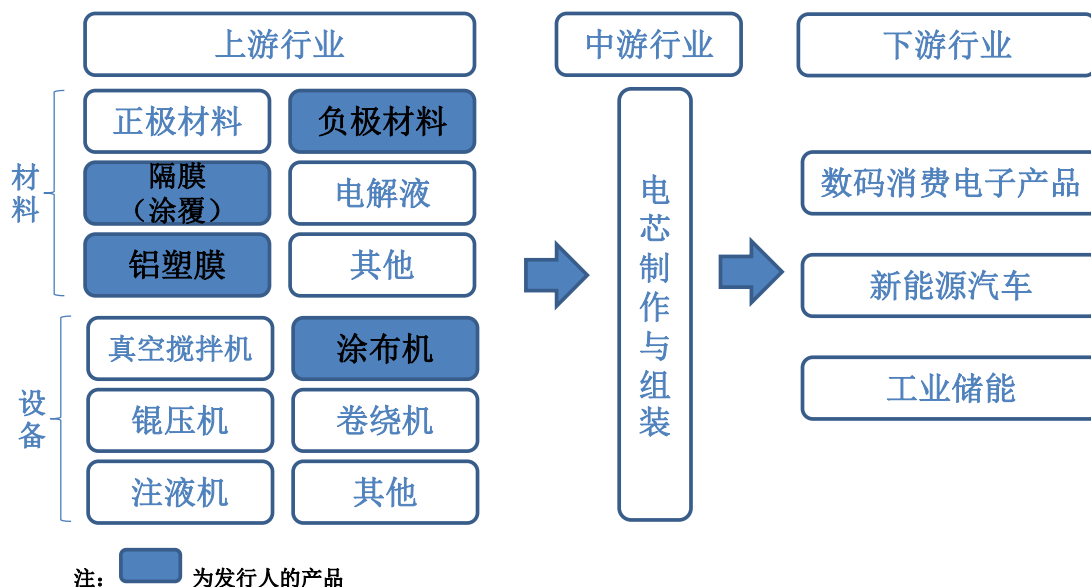 上游行业
中游行业
下游行业
材料
正极材料
负极材料
隔膜
（涂覆）
电解液
铝塑膜
其他
设备
真空搅拌机
涂布机
锟压机
卷绕机
注液机
其他
电芯制作与组装
数码消费电子产品
新能源汽车
工业储能
注：
为发行人的产品